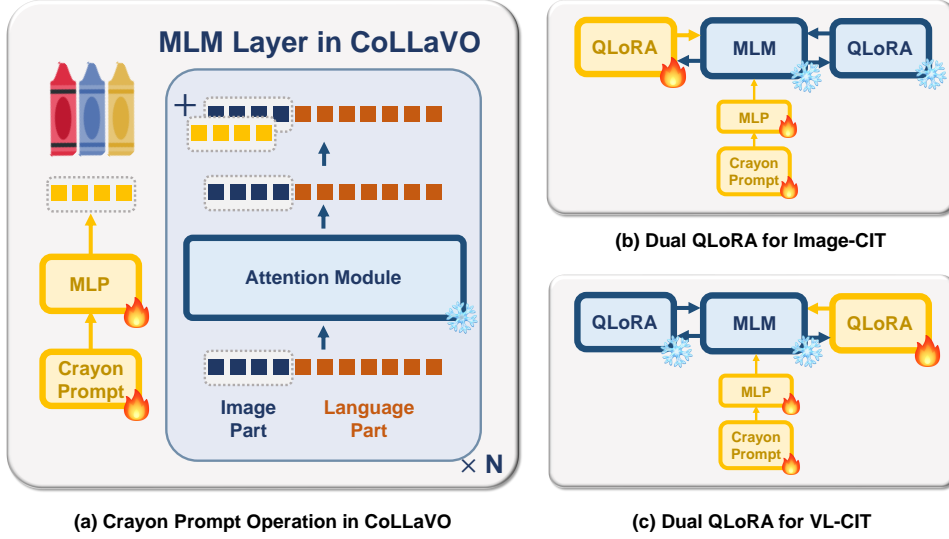 MLM Layer in CoLLaVO
+
MLP
Crayon
Prompt
Attention Module
Image
Part
Language
Part
× N
(a) Crayon Prompt Operation in CoLLaVO
QLoRA
MLM
QLoRA
MLP
Crayon
Prompt
(b) Dual QLoRA for Image-CIT
QLoRA
MLM
QLoRA
MLP
Crayon
Prompt
(c) Dual QLoRA for VL-CIT